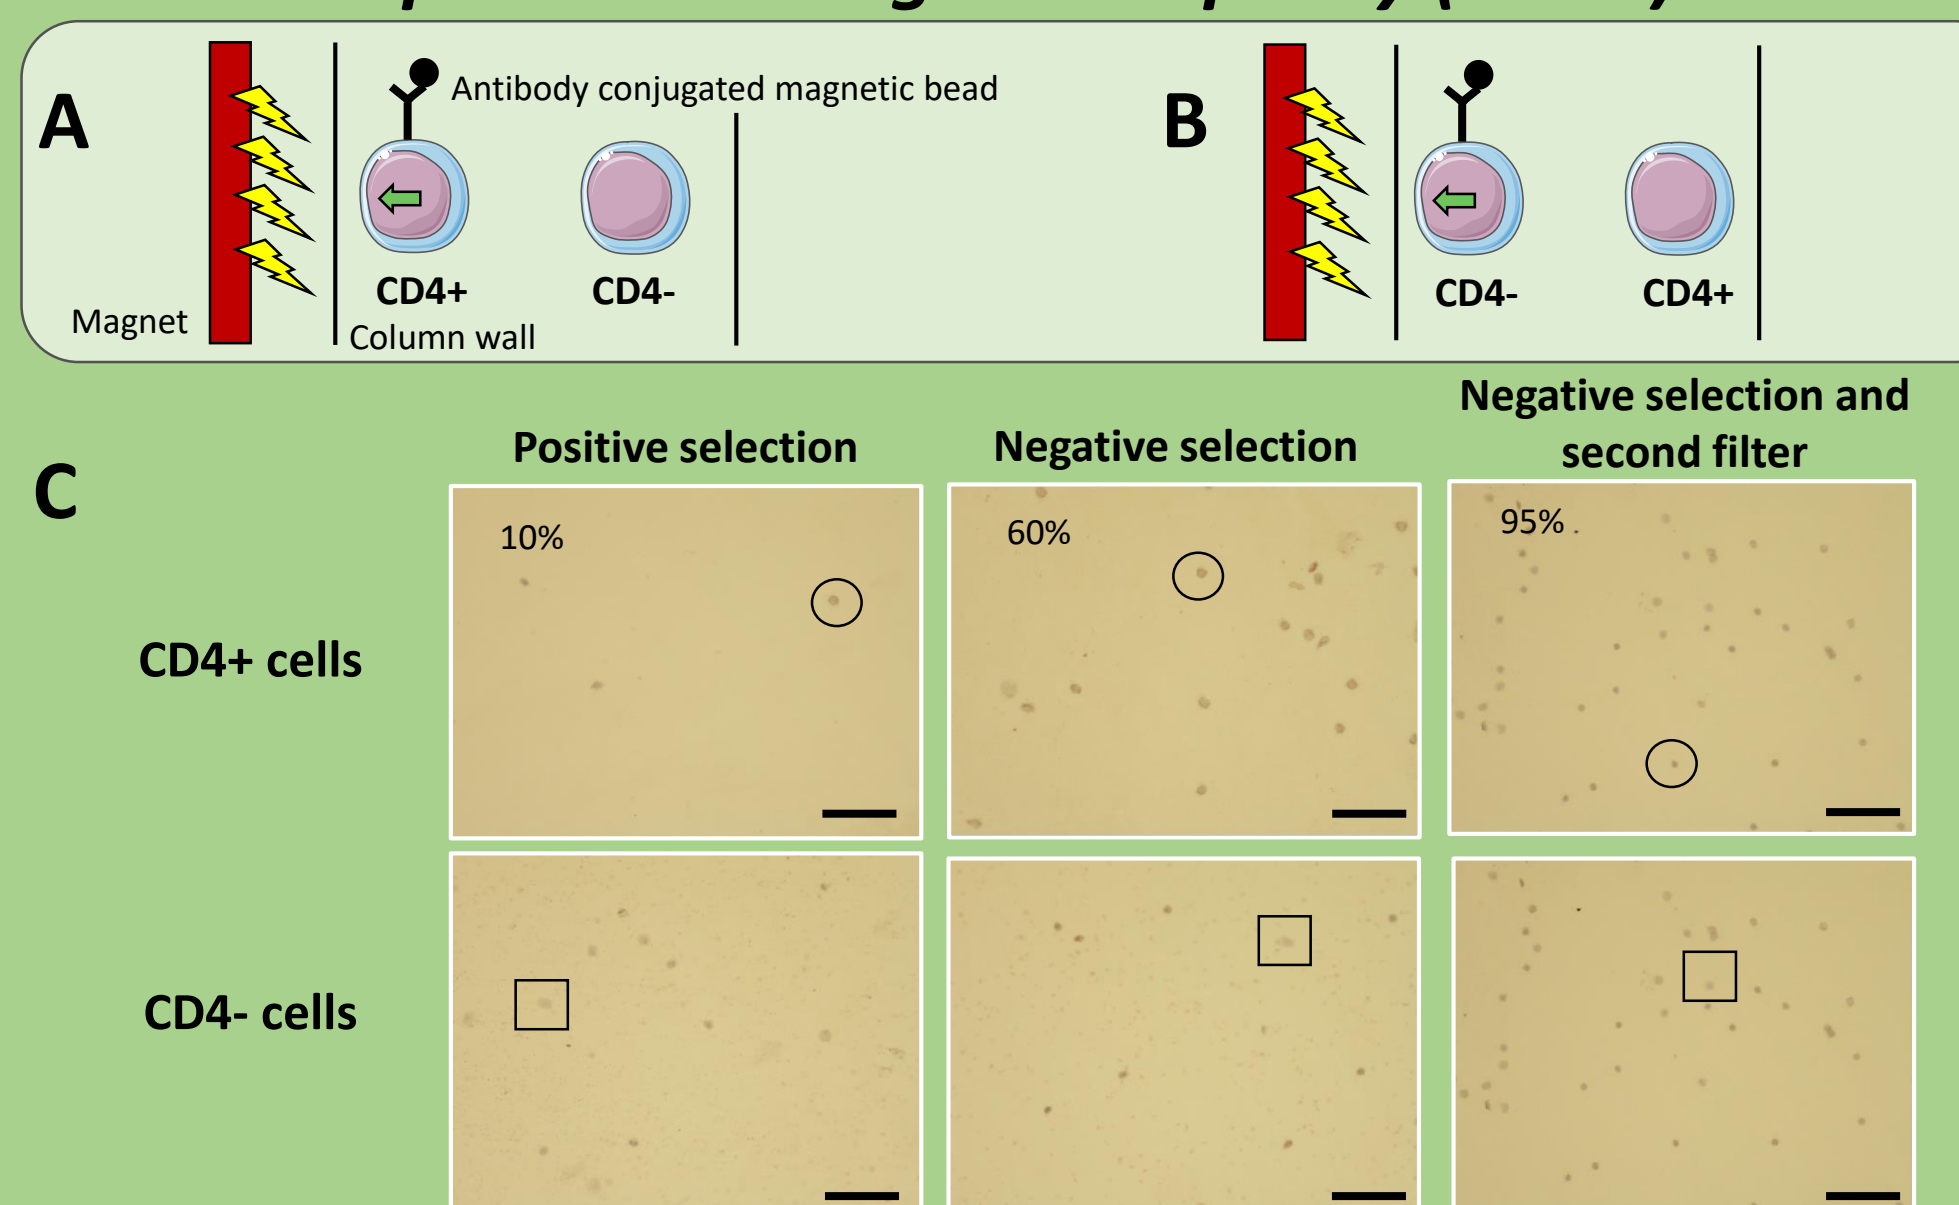 A
Antibody conjugated magnetic bead
CD4+
CD4-
Magnet
Column wall
B
CD4-
CD4+
C
Positive selection
Negative selection
Negative selection and
second filter
10%
60%
95%
CD4+ cells
CD4- cells